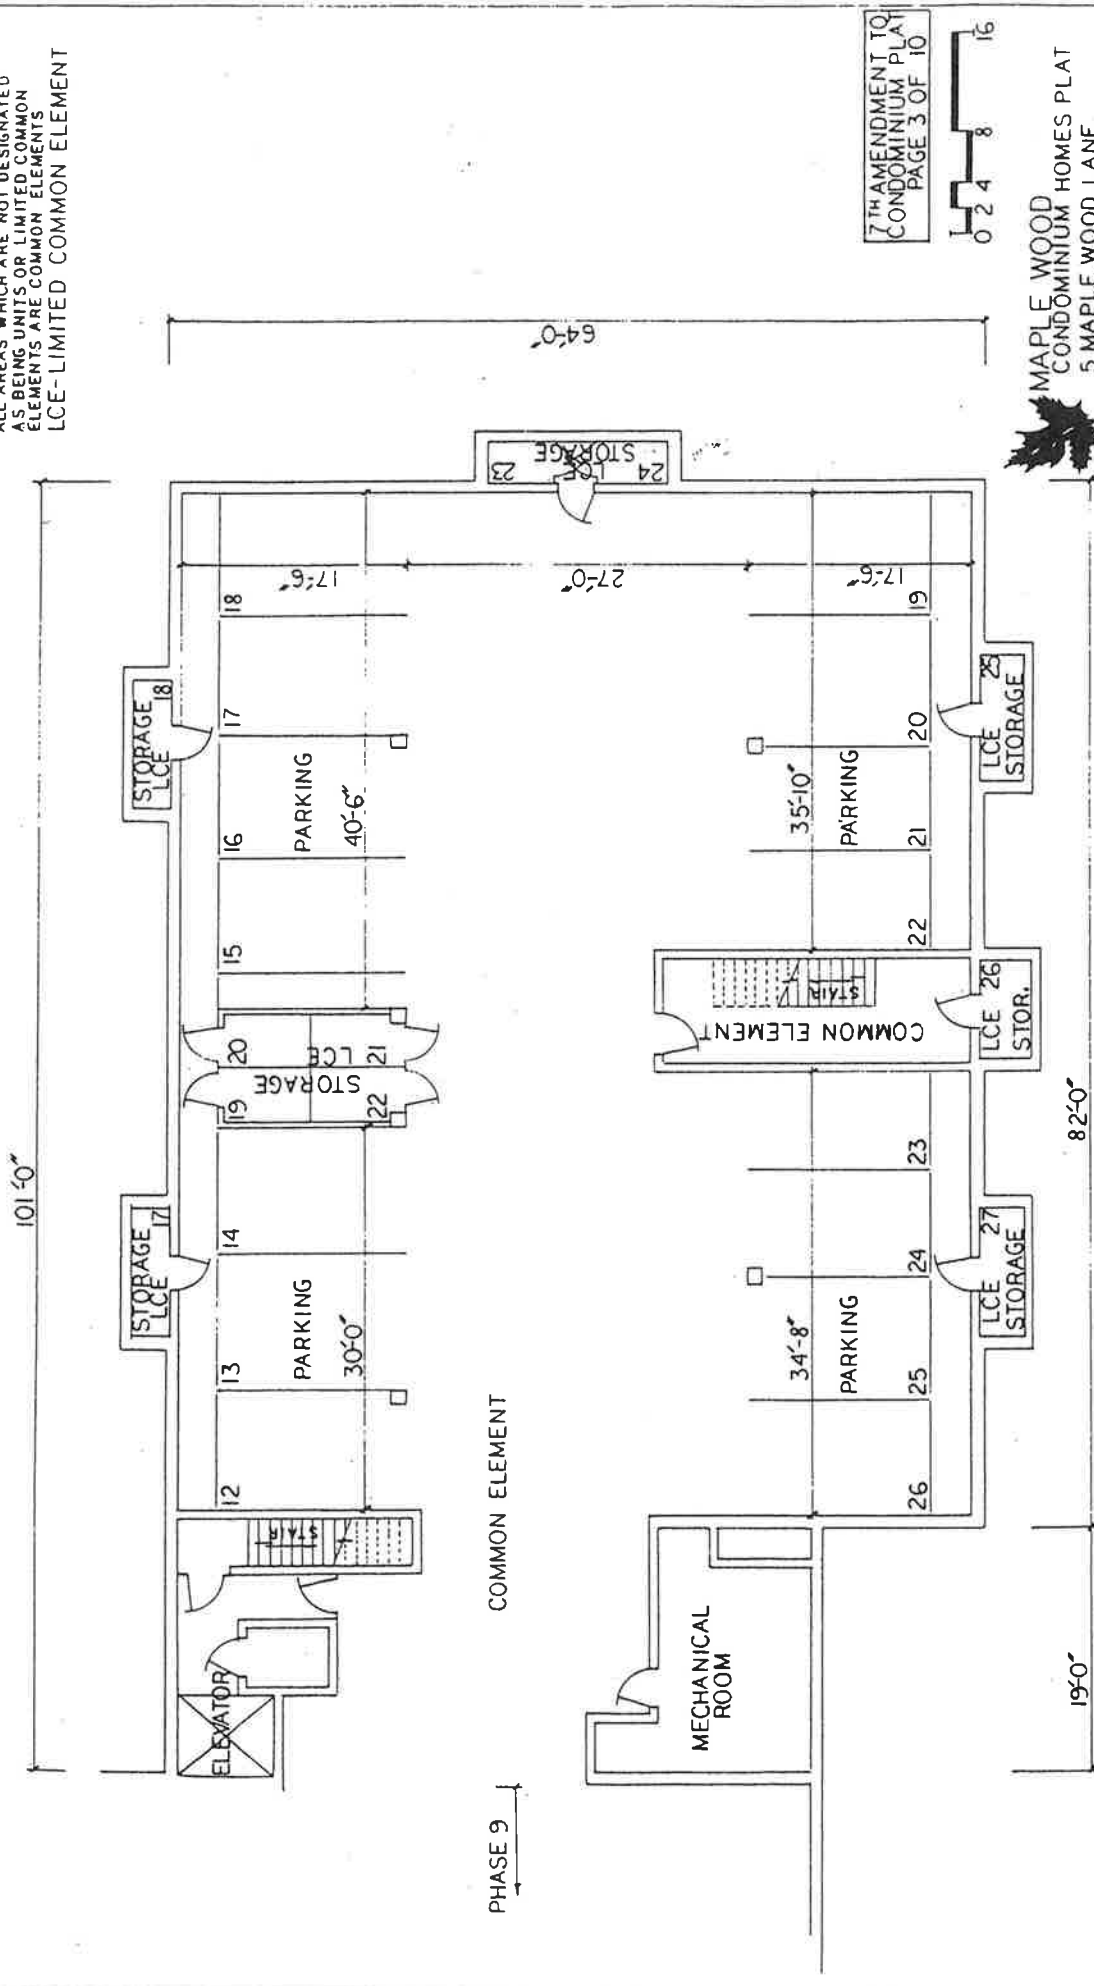 ALL AREAS WHICH ARE NOT DESIGNATED
AS BEING UNITS OR LIMITED COMMON
ELEMENTS ARE COMMON ELEMENTS
LCE-LIMITED COMMON ELEMENT
101'-0"
STORAGE
LCE
17
STORAGE
LCE
18
12
13
14
15
16
17
18
PARKING
30'-0"
PARKING
40'-6"
17'-6"
27'-0"
17'-6"
64'-0"
STAIR
ELEVATOR
19
20
STORAGE
LCE
22
21
23
STORAGE
LCE
24
COMMON ELEMENT
PHASE 9
MECHANICAL
ROOM
COMMON ELEMENT
STAIR
34'-8"
PARKING
35'-10"
PARKING
26
25
24
23
22
21
20
19
LCE
STORAGE
27
LCE
STOR.
26
LCE
STORAGE
25
19'-0"
82'-0"
7TH AMENDMENT TO
CONDOMINIUM PLAT
PAGE 3 OF 10
0 2 4 8 16
MAPLE WOOD
CONDOMINIUM HOMES PLAT
5 MAPLE WOOD LANE